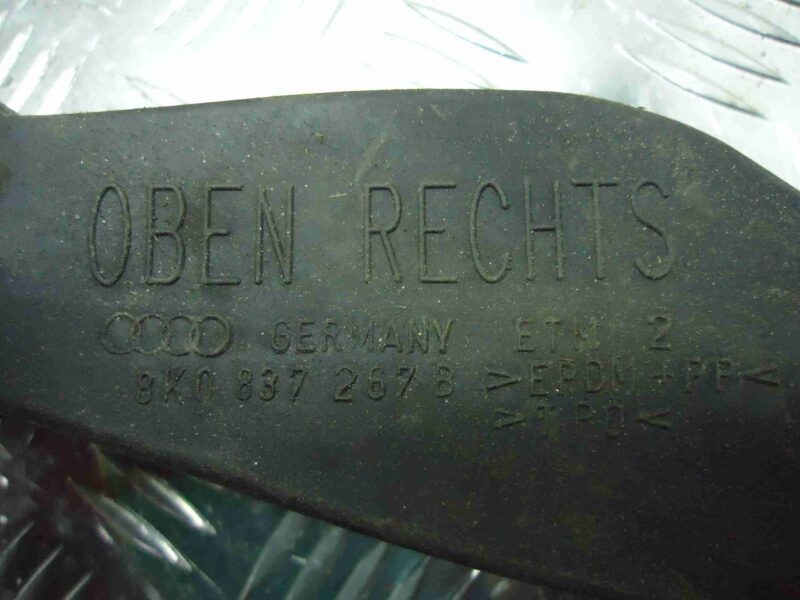 OBEN RECHTS
GERMANY ETM 2
8K0 837 267 B >EPDM+PP<
>TPO<